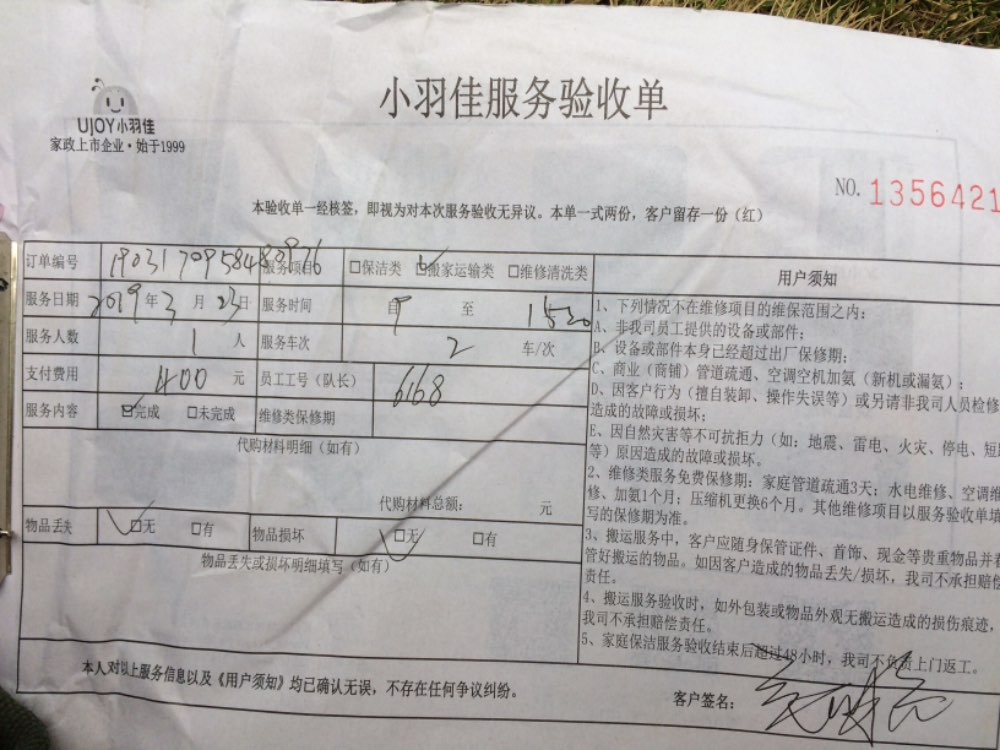 小羽佳服务验收单
UJOY小羽佳
家政上市企业·始于1999
NO. 1356421
本验收单一经核签，即视为对本次服务验收无异议。本单一式两份，客户留存一份（红）
订单编号 服务项目 □保洁类 ☑搬家运输类 □维修清洗类
服务日期 2019年3月23日 服务时间 自9至1520
服务人数 1人 服务车次 2车/次
支付费用 400元 员工工号（队长） 6168
服务内容 ☑完成 □未完成 维修类保修期
代购材料明细（如有）
代购材料总额： 元
物品丢失 ☑无 □有 物品损坏 ☑无 □有
物品丢失或损坏明细填写（如有）
用户须知
1、下列情况不在维修项目的维保范围之内：
A、非我司员工提供的设备或部件；
B、设备或部件本身已经超过出厂保修期；
C、商业（商铺）管道疏通、空调空机加氨（新机或漏氨）；
D、因客户行为（擅自装卸、操作失误等）或另请非我司人员检修
造成的故障或损坏；
E、因自然灾害等不可抗拒力（如：地震、雷电、火灾、停电、短
等）原因造成的故障或损坏。
2、维修类服务免费保修期：家庭管道疏通3天；水电维修、空调维
修、加氨1个月；压缩机更换6个月。其他维修项目以服务验收单填
写的保修期为准。
3、搬运服务中，客户应随身保管证件、首饰、现金等贵重物品并看
管好搬运的物品。如因客户造成的物品丢失/损坏，我司不承担赔偿
责任。
4、搬运服务验收时，如外包装或物品外观无搬运造成的损伤痕迹，
我司不承担赔偿责任。
5、家庭保洁服务验收结束后超过48小时，我司不负责上门返工。
本人对以上服务信息以及《用户须知》均已确认无误，不存在任何争议纠纷。
客户签名：